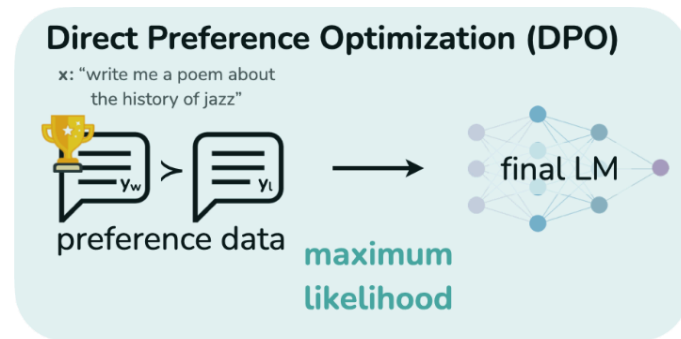 Direct Preference Optimization (DPO)
x: “write me a poem about
the history of jazz”
yw
≻
yl
preference data
maximum
likelihood
final LM